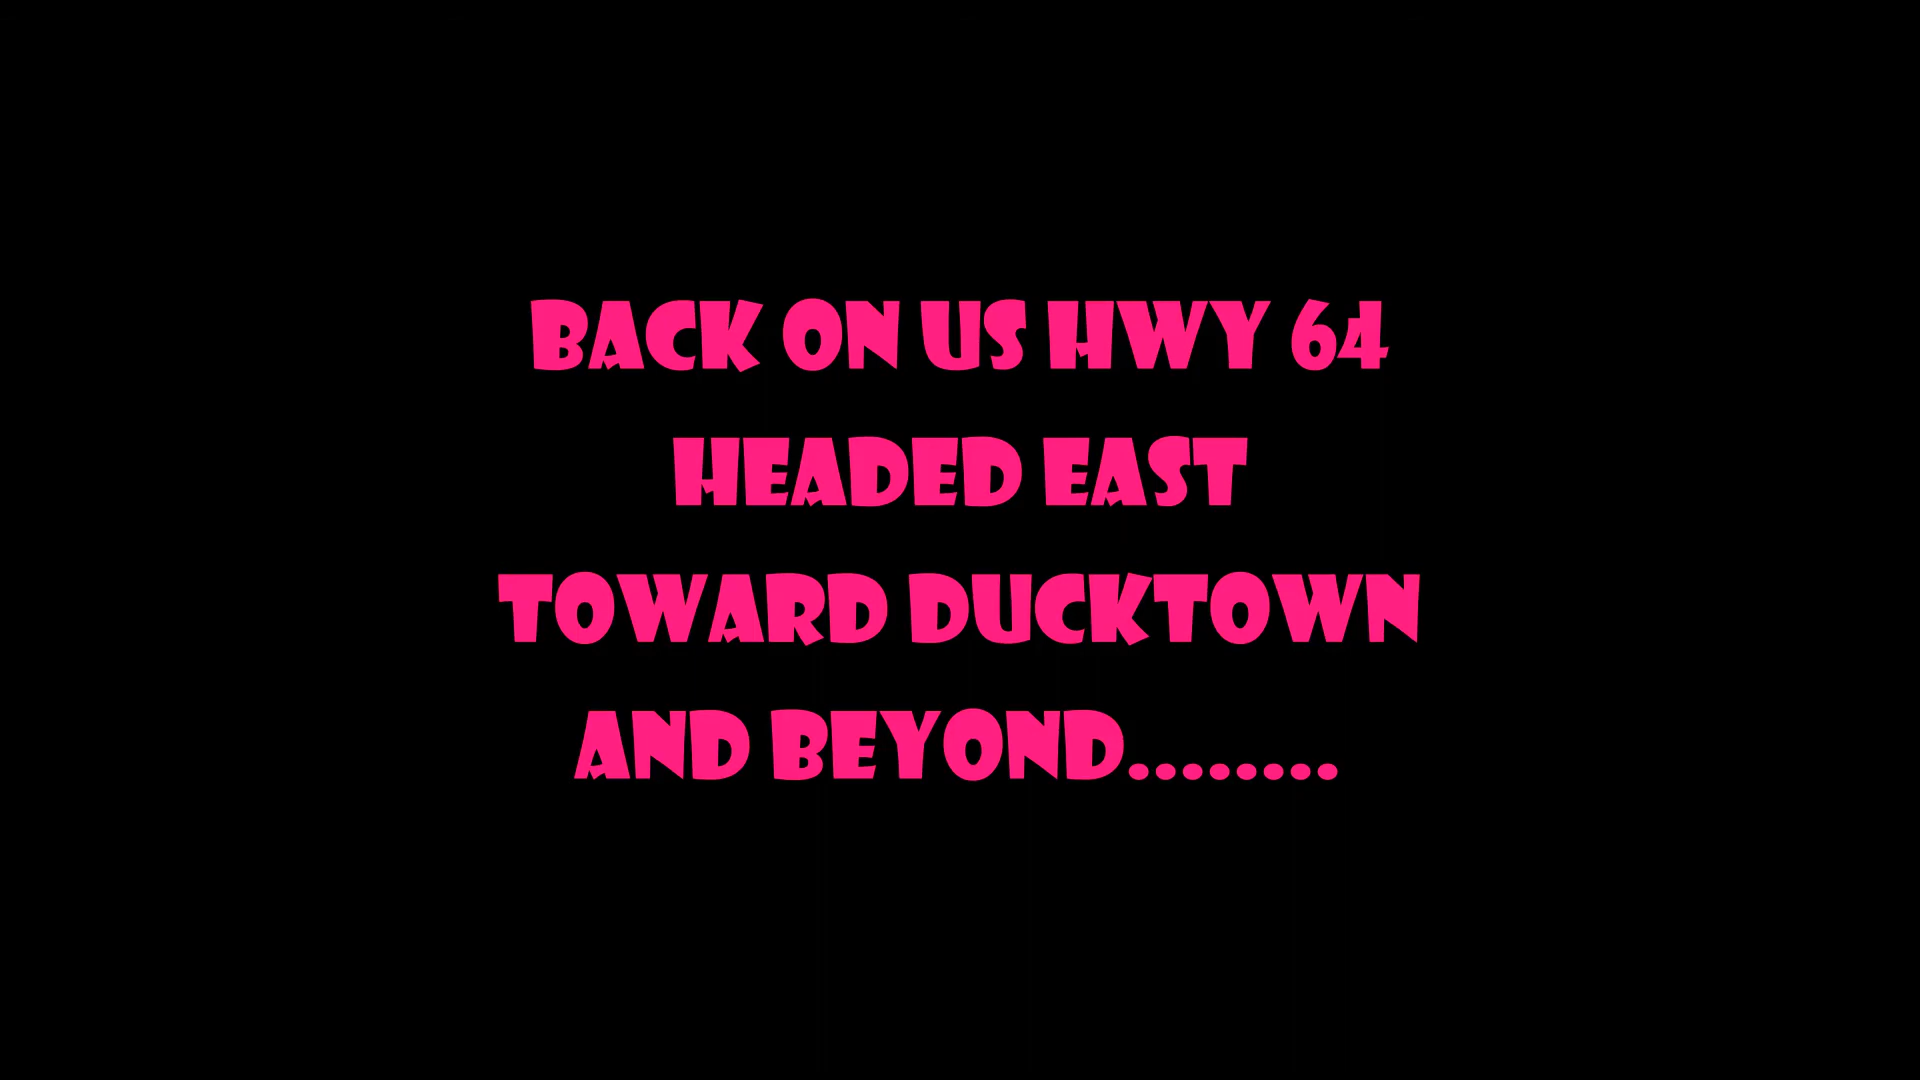 BACK ON US HWY 64
HEADED EAST
TOWARD DUCKTOWN
AND BEYOND........